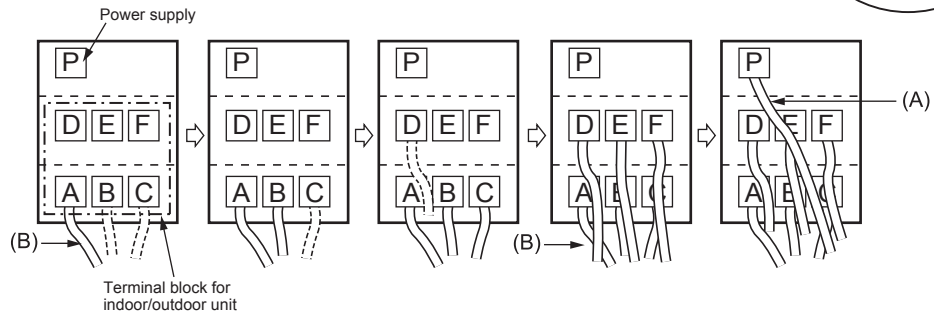 Power supply
P P P P P
(A)
D E F D E F D E F D E F D E F
A B C A B C A B C A B C A B C
(B) (B)
Terminal block for
indoor/outdoor unit